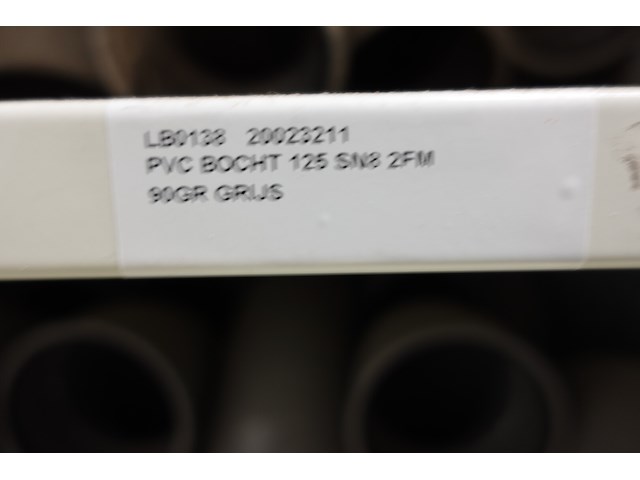 LB0138 20023211
PVC BOCHT 125 SN8 2FM
90GR GRIJS